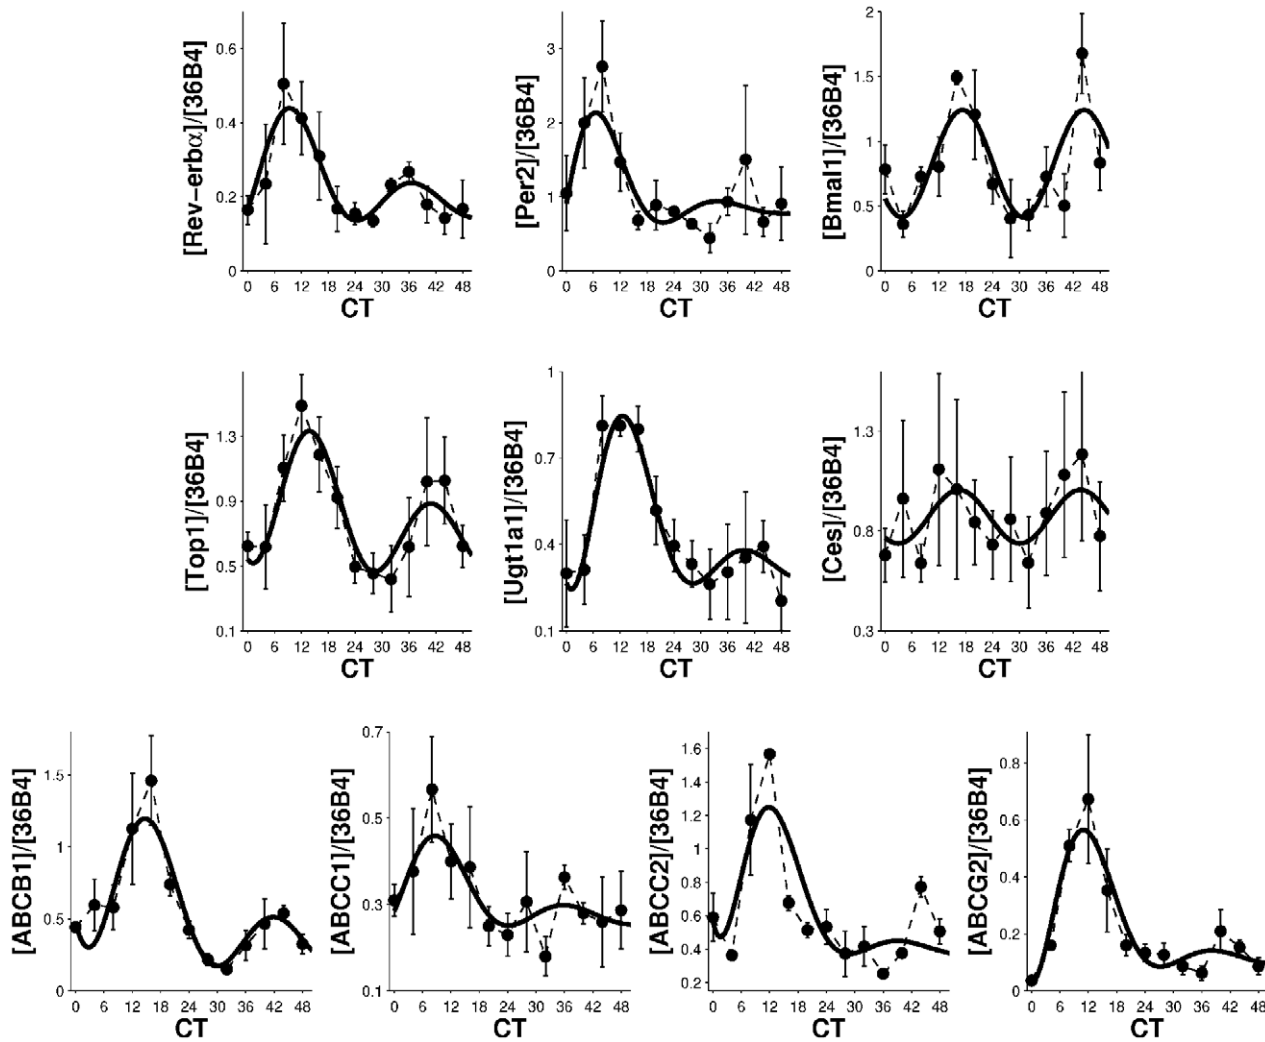 [Rev-erbα]/[36B4]
0.6
0.4
0.2
0
0 6 12 18 24 30 36 42 48
CT
[Per2]/[36B4]
3
2
1
0
0 6 12 18 24 30 36 42 48
CT
[Bmal1]/[36B4]
2
1.5
1
0.5
0
0 6 12 18 24 30 36 42 48
CT
[Top1]/[36B4]
1.3
0.9
0.5
0.1
0 6 12 18 24 30 36 42 48
CT
[Ugt1a1]/[36B4]
1
0.7
0.4
0.1
0 6 12 18 24 30 36 42 48
CT
[Ces]/[36B4]
1.3
0.8
0.3
0 6 12 18 24 30 36 42 48
CT
[ABCB1]/[36B4]
1.5
1
0.5
0
0 6 12 18 24 30 36 42 48
CT
[ABCC1]/[36B4]
0.7
0.5
0.3
0.1
0 6 12 18 24 30 36 42 48
CT
[ABCC2]/[36B4]
1.6
1.4
1.2
1
0.8
0.6
0.4
0.2
0 6 12 18 24 30 36 42 48
CT
[ABCG2]/[36B4]
0.8
0.6
0.4
0.2
0
0 6 12 18 24 30 36 42 48
CT